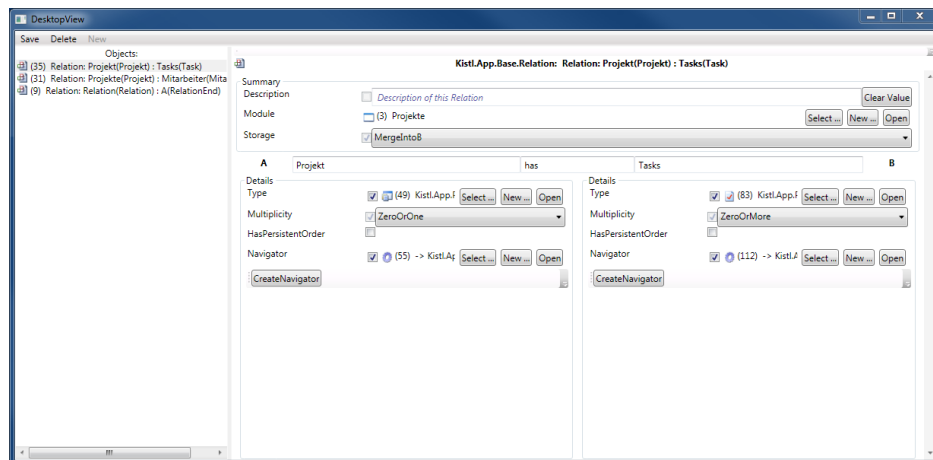 DesktopView
Save Delete New
Objects:
(35) Relation: Projekt(Projekt) : Tasks(Task)
(31) Relation: Projekte(Projekt) : Mitarbeiter(Mita
(9) Relation: Relation(Relation) : A(RelationEnd)
Kistl.App.Base.Relation: Relation: Projekt(Projekt) : Tasks(Task)
Summary
Description Description of this Relation Clear Value
Module (3) Projekte Select ... New ... Open
Storage MergeIntoB
A Projekt has Tasks B
Details Details
Type (49) Kistl.App.F Select ... New ... Open Type (83) Kistl.App.F Select ... New ... Open
Multiplicity ZeroOrOne Multiplicity ZeroOrMore
HasPersistentOrder HasPersistentOrder
Navigator (55) -> Kistl.Ap Select ... New ... Open Navigator (112) -> Kistl.A Select ... New ... Open
CreateNavigator CreateNavigator